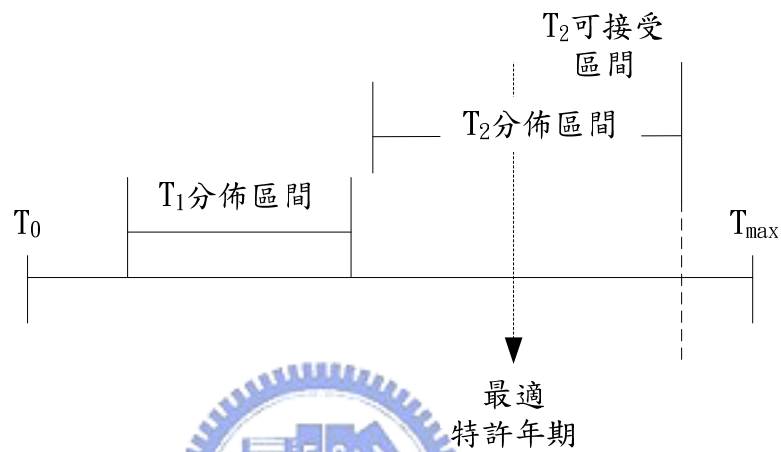 T₂可接受
區間
T₂分佈區間
T₁分佈區間
T₀
Tmax
最適
特許年期